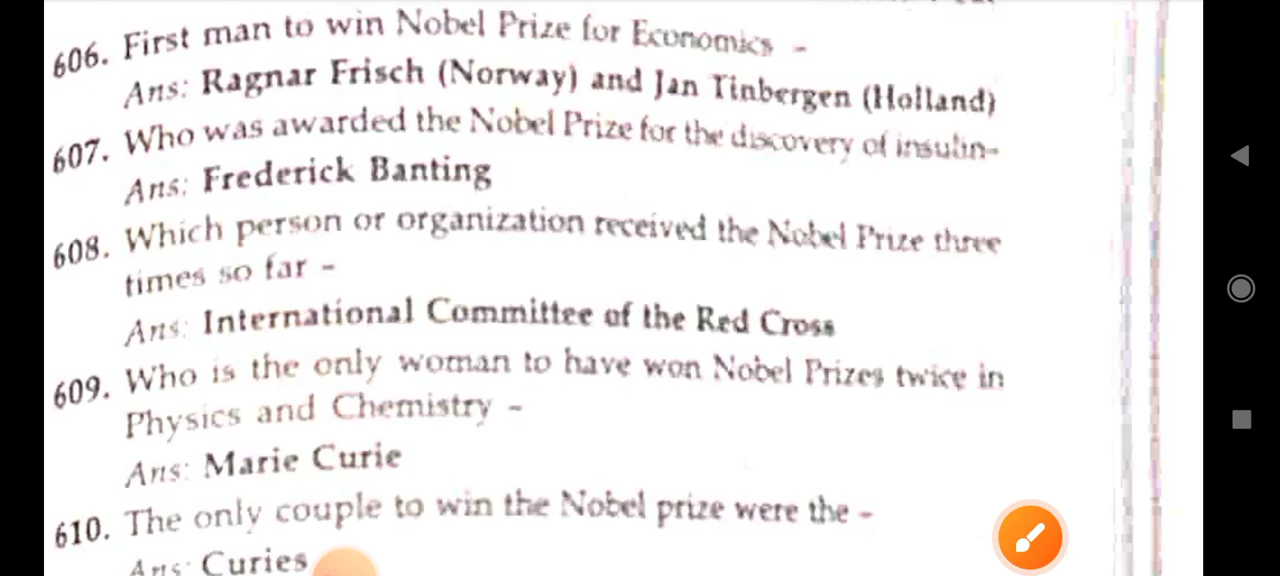 606. First man to win Nobel Prize for Economics -
Ans: Ragnar Frisch (Norway) and Jan Tinbergen (Holland)
607. Who was awarded the Nobel Prize for the discovery of insulin-
Ans: Frederick Banting
608. Which person or organization received the Nobel Prize three
times so far -
Ans: International Committee of the Red Cross
609. Who is the only woman to have won Nobel Prizes twice in
Physics and Chemistry -
Ans: Marie Curie
610. The only couple to win the Nobel prize were the -
Ans: Curies